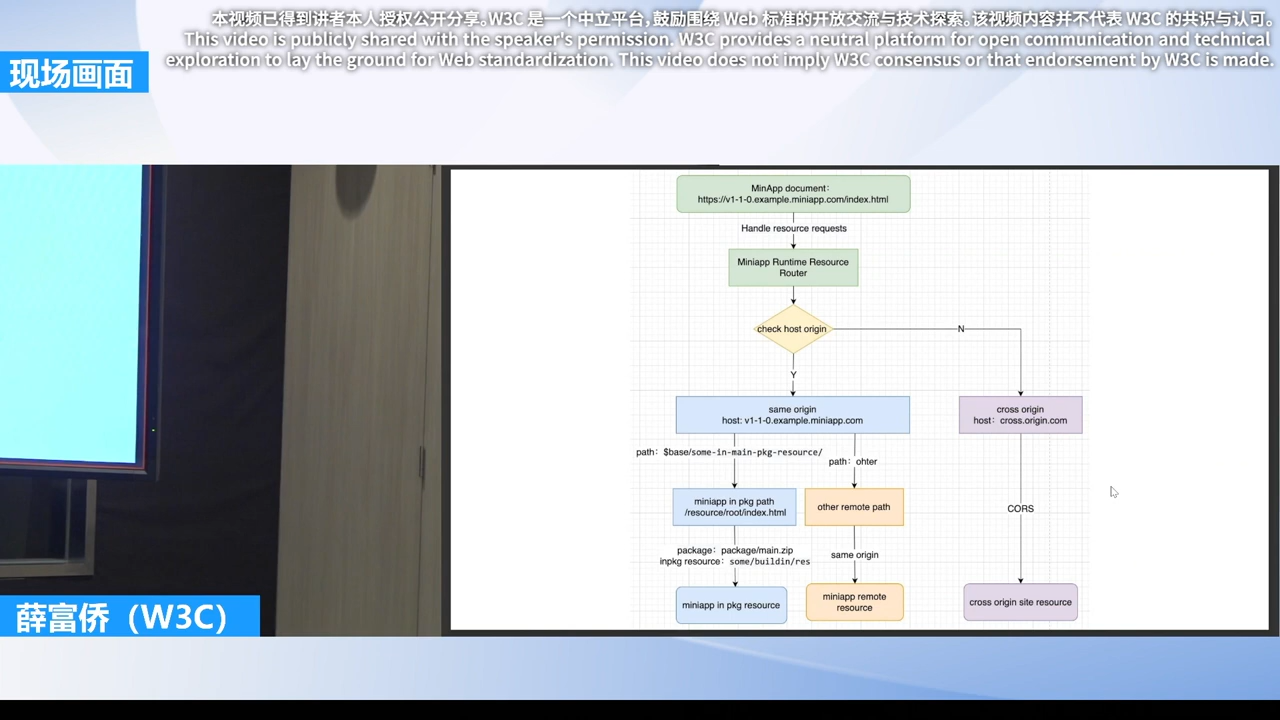 本视频已得到讲者本人授权公开分享。W3C 是一个中立平台，鼓励围绕 Web 标准的开放交流与技术探索。该视频内容并不代表 W3C 的共识与认可。
This video is publicly shared with the speaker's permission. W3C provides a neutral platform for open communication and technical
exploration to lay the ground for Web standardization. This video does not imply W3C consensus or that endorsement by W3C is made.
现场画面
MinApp document：
https://v1-1-0.example.miniapp.com/index.html
Handle resource requests
Miniapp Runtime Resource
Router
check host origin
N
Y
same origin
host: v1-1-0.example.miniapp.com
cross origin
host：cross.origin.com
path：$base/some-in-main-pkg-resource/
path：ohter
miniapp in pkg path
/resource/root/index.html
other remote path
CORS
package：package/main.zip
inpkg resource：some/buildin/res
same origin
miniapp in pkg resource
miniapp remote
resource
cross origin site resource
薛富侨（W3C）